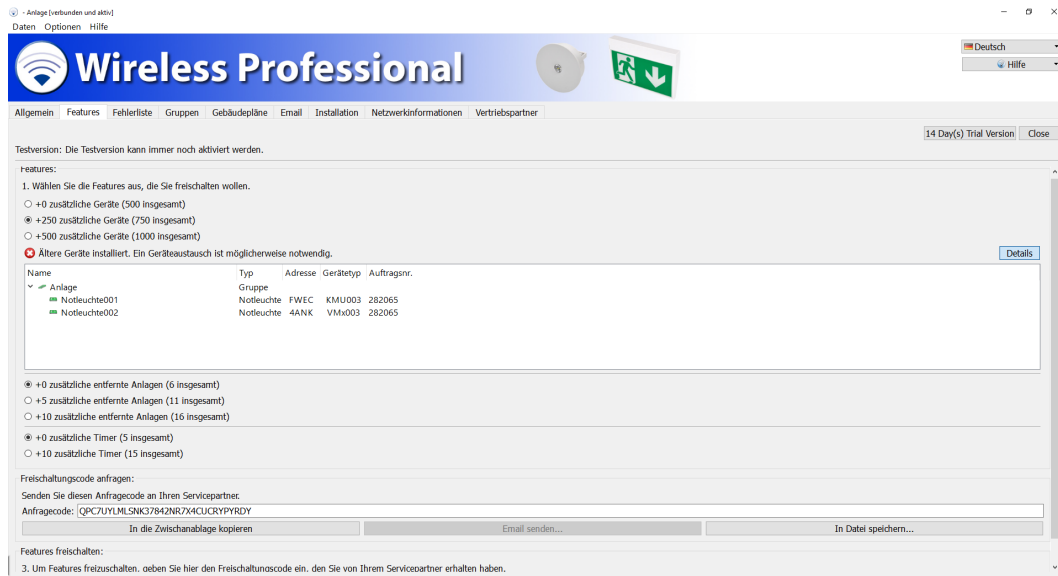 - Anlage [verbunden und aktiv]
Daten Optionen Hilfe
Wireless Professional
Deutsch
Hilfe
Allgemein Features Fehlerliste Gruppen Gebäudepläne Email Installation Netzwerkinformationen Vertriebspartner
14 Day(s) Trial Version Close
Testversion: Die Testversion kann immer noch aktiviert werden.
Features:
1. Wählen Sie die Features aus, die Sie freischalten wollen.
+0 zusätzliche Geräte (500 insgesamt)
+250 zusätzliche Geräte (750 insgesamt)
+500 zusätzliche Geräte (1000 insgesamt)
Ältere Geräte installiert. Ein Geräteaustausch ist möglicherweise notwendig.
Details
Name Typ Adresse Gerätetyp Auftragsnr.
Anlage Gruppe
Notleuchte001 Notleuchte FWEC KMU003 282065
Notleuchte002 Notleuchte 4ANK VMx003 282065
+0 zusätzliche entfernte Anlagen (6 insgesamt)
+5 zusätzliche entfernte Anlagen (11 insgesamt)
+10 zusätzliche entfernte Anlagen (16 insgesamt)
+0 zusätzliche Timer (5 insgesamt)
+10 zusätzliche Timer (15 insgesamt)
Freischaltungscode anfragen:
Senden Sie diesen Anfragecode an Ihren Servicepartner.
Anfragecode: QPC7UYLMLSNK37842NR7X4CUCRYPYRDY
In die Zwischanablage kopieren Email senden... In Datei speichern...
Features freischalten:
3. Um Features freizuschalten, geben Sie hier den Freischaltungscode ein, den Sie von Ihrem Servicepartner erhalten haben.